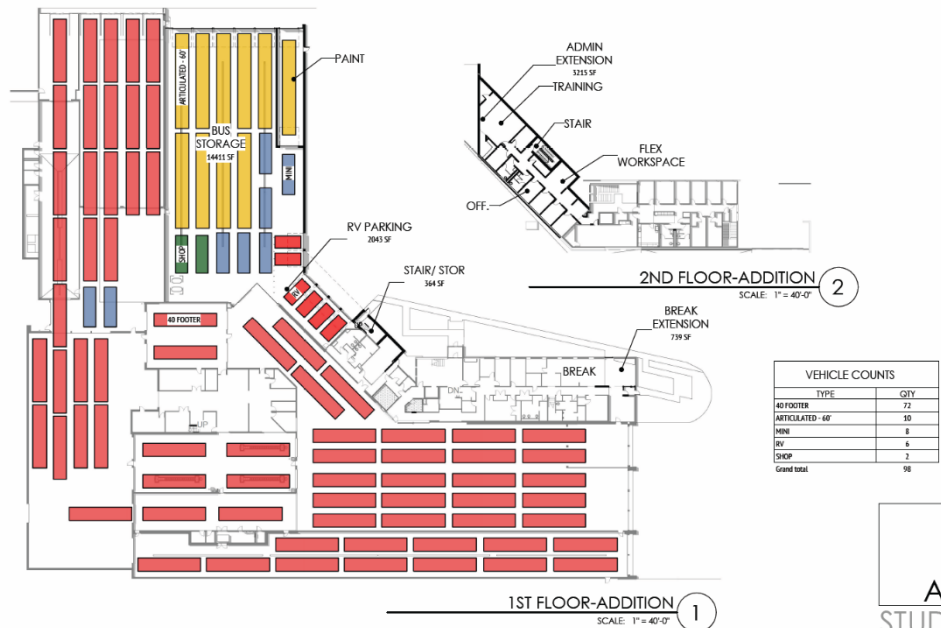 PAINT
ARTICULATED - 60'
BUS
STORAGE
14411 SF
MINI
SHOP
RV PARKING
2043 SF
RV
STAIR/ STOR
364 SF
40 FOOTER
UP
DN
BREAK
BREAK
EXTENSION
739 SF
1ST FLOOR-ADDITION
SCALE: 1" = 40'-0"
1
ADMIN
EXTENSION
3215 SF
TRAINING
STAIR
FLEX
WORKSPACE
OFF.
2ND FLOOR-ADDITION
SCALE: 1" = 40'-0"
2
VEHICLE COUNTS
TYPE QTY
40 FOOTER 72
ARTICULATED - 60' 10
MINI 8
RV 6
SHOP 2
Grand total 98
A
STUD